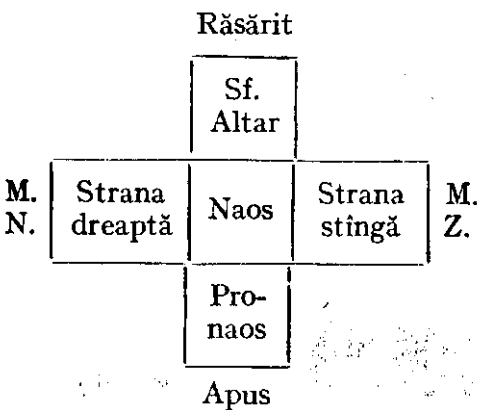 Răsărit
Sf.
Altar
M.
N.
Strana
dreaptă
Naos
Strana
stîngă
M.
Z.
Pro-
naos
Apus